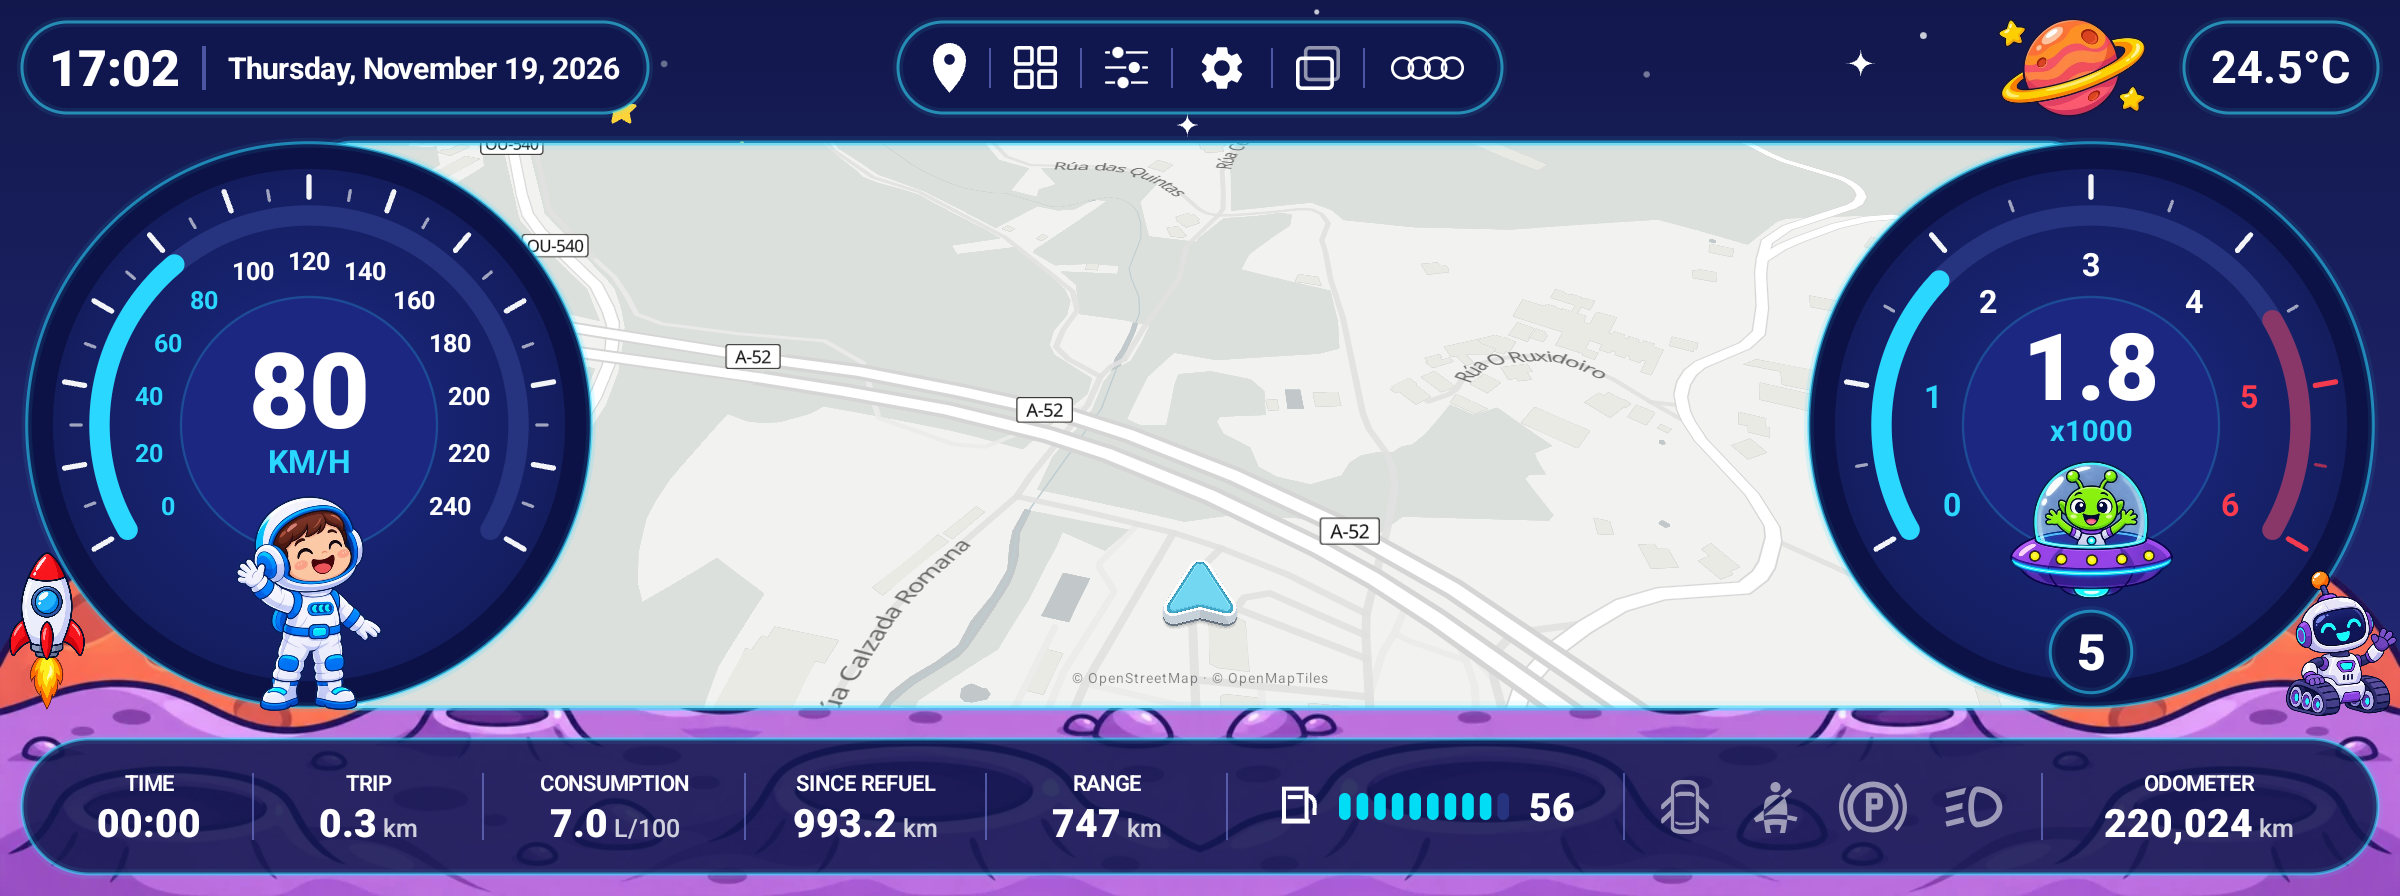 17:02
Thursday, November 19, 2026
24.5°C
OU-540
OU-540
Rúa das Quintas
A-52
A-52
A-52
Rúa O Ruxidoiro
úa Calzada Romana
© OpenStreetMap · © OpenMapTiles
0
20
40
60
80
100
120
140
160
180
200
220
240
80
KM/H
0
1
2
3
4
5
6
1.8
x1000
5
TIME
00:00
TRIP
0.3 km
CONSUMPTION
7.0 L/100
SINCE REFUEL
993.2 km
RANGE
747 km
56
P
ODOMETER
220,024 km